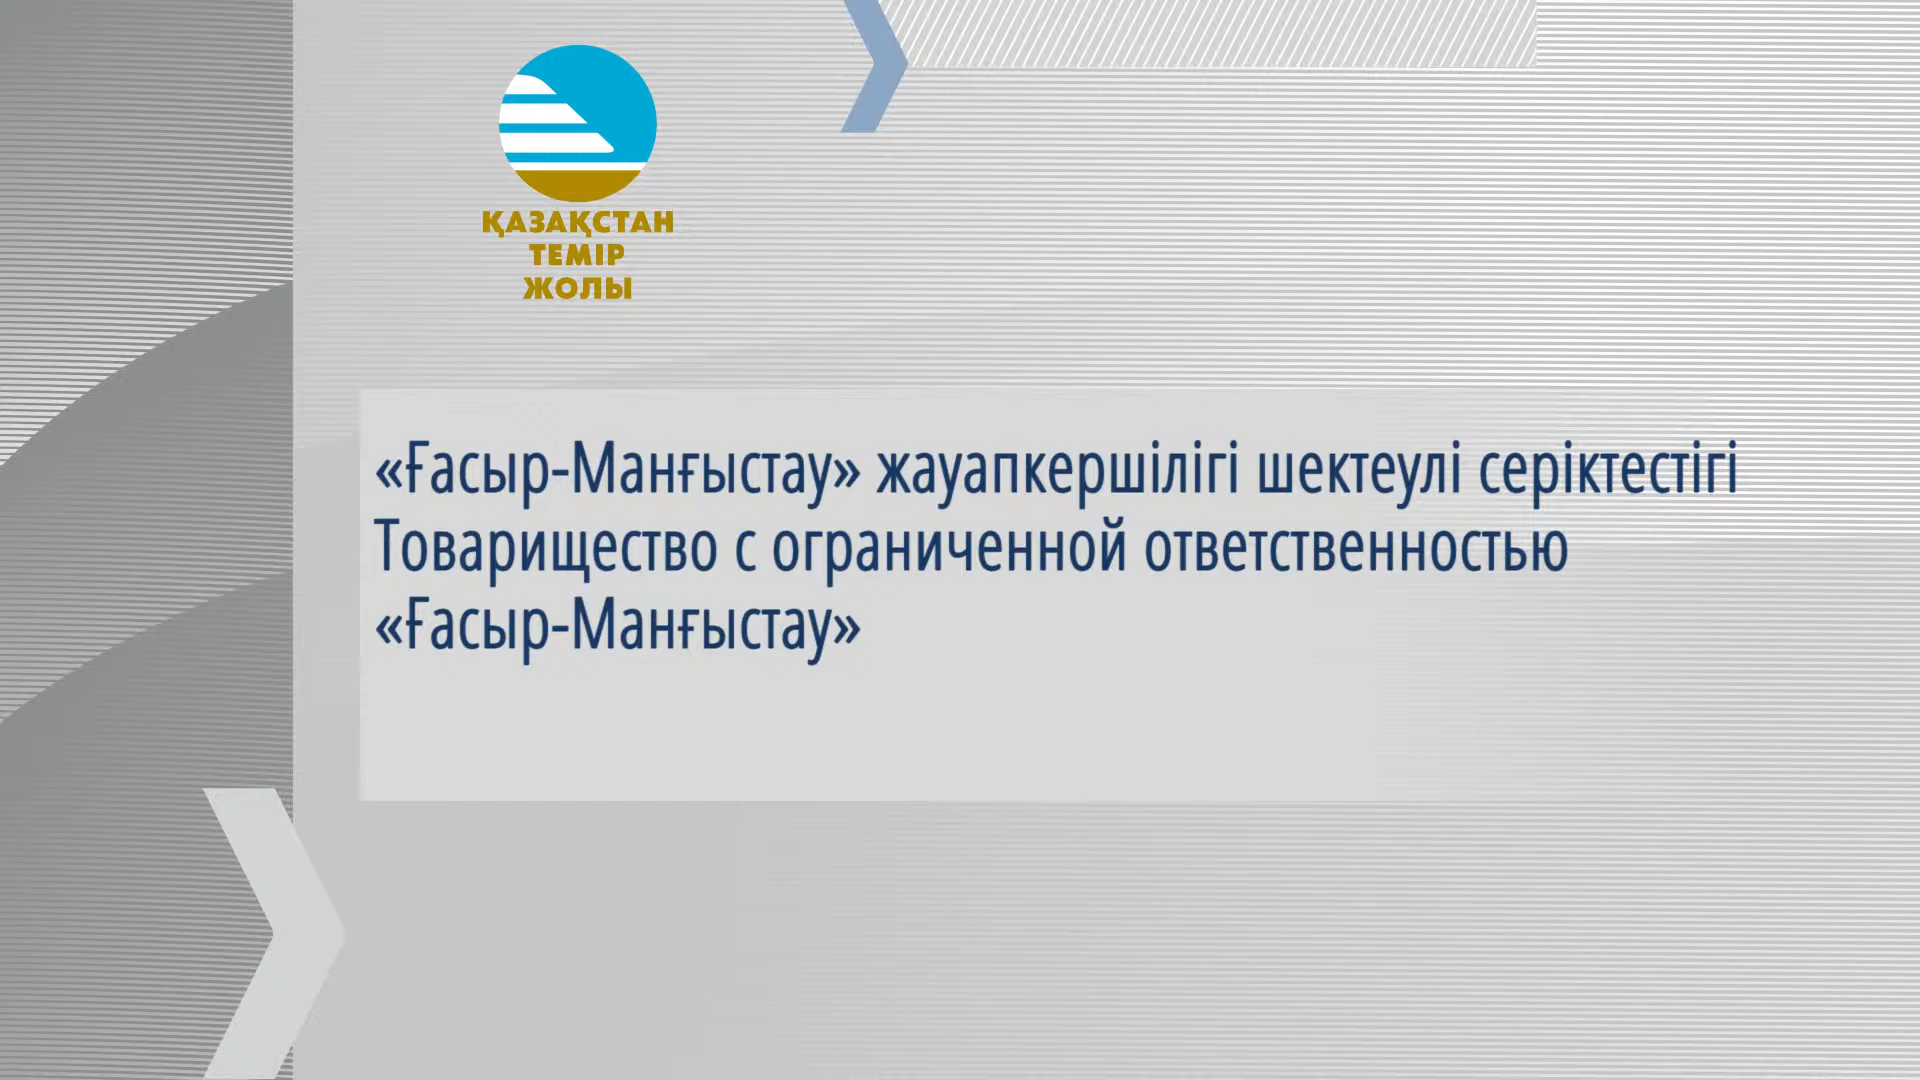 ҚАЗАҚСТАН
ТЕМІР
ЖОЛЫ
«Ғасыр-Манғыстау» жауапкершілігі шектеулі серіктестігі
Товарищество с ограниченной ответственностью
«Ғасыр-Манғыстау»